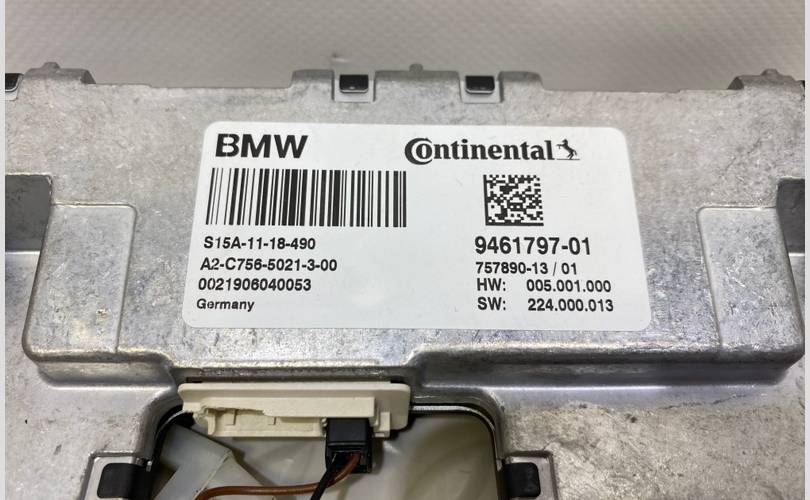 BMW
Continental
S15A-11-18-490
A2-C756-5021-3-00
0021906040053
Germany
9461797-01
757890-13 / 01
HW: 005.001.000
SW: 224.000.013